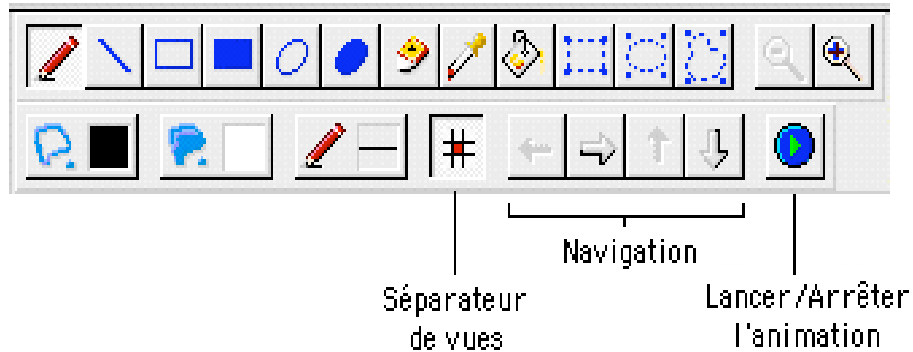 Navigation
Séparateur
de vues
Lancer/Arrêter
l'animation